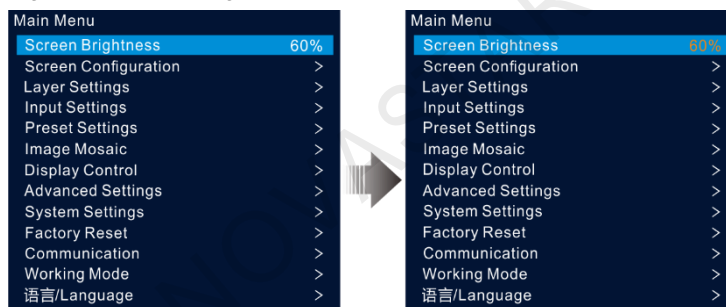 Main Menu
Screen Brightness 60%
Screen Configuration >
Layer Settings >
Input Settings >
Preset Settings >
Image Mosaic >
Display Control >
Advanced Settings >
System Settings >
Factory Reset >
Communication >
Working Mode >
语言/Language >
Main Menu
Screen Brightness 60%
Screen Configuration >
Layer Settings >
Input Settings >
Preset Settings >
Image Mosaic >
Display Control >
Advanced Settings >
System Settings >
Factory Reset >
Communication >
Working Mode >
语言/Language >